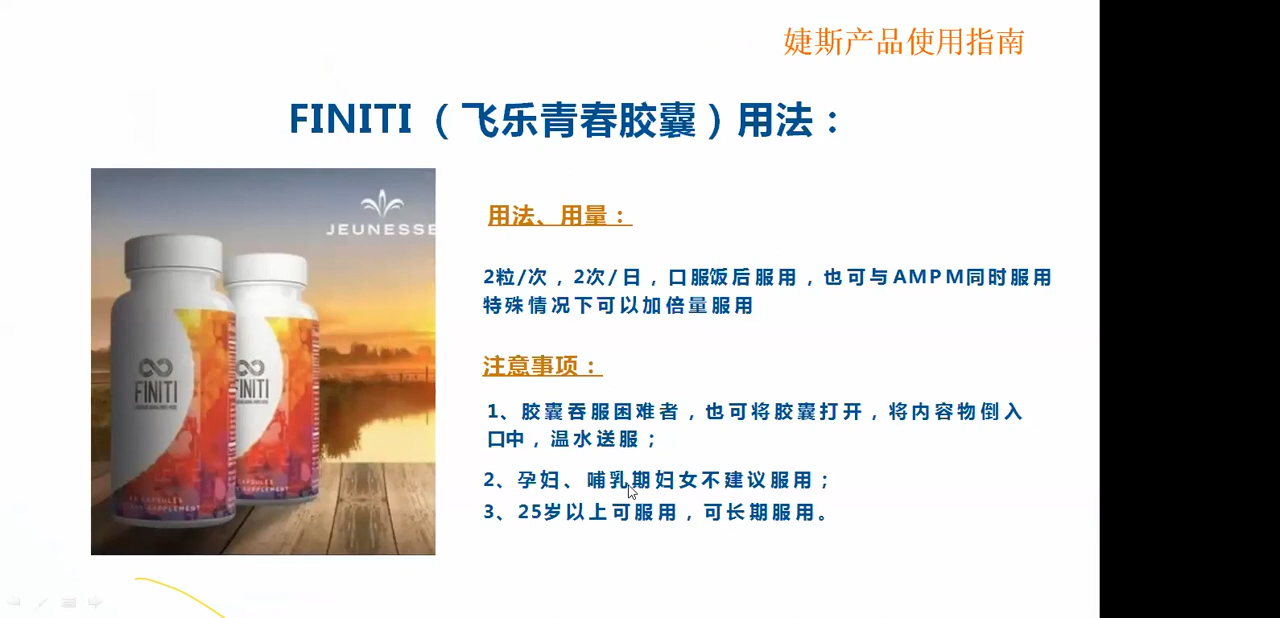 婕斯产品使用指南
FINITI（飞乐青春胶囊）用法：
JEUNESSE
用法、用量：
2粒/次，2次/日，口服饭后服用，也可与AMPM同时服用
特殊情况下可以加倍量服用
注意事项：
1、胶囊吞服困难者，也可将胶囊打开，将内容物倒入
口中，温水送服；
2、孕妇、哺乳期妇女不建议服用；
3、25岁以上可服用，可长期服用。
FINITI
FINITI
CAPSULES
SUPPLEMENT